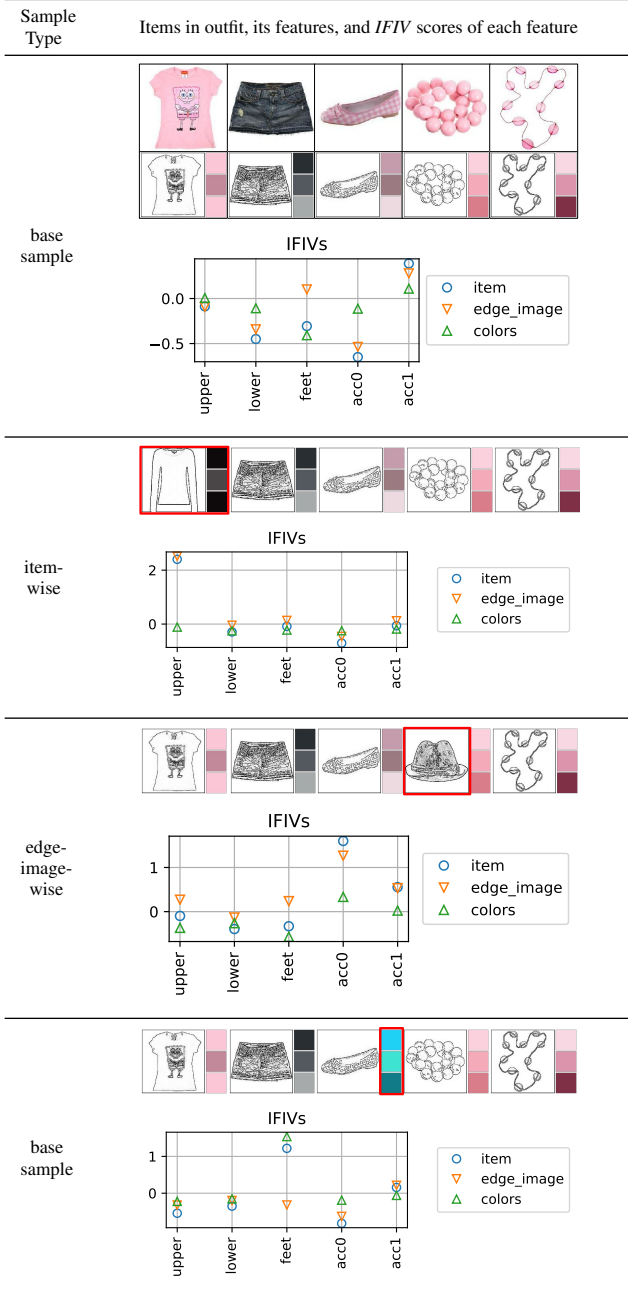 Sample
Type
Items in outfit, its features, and IFIV scores of each feature
base
sample
IFIVs
0.0
−0.5
upper
lower
feet
acc0
acc1
item
edge_image
colors
item-
wise
IFIVs
2
0
upper
lower
feet
acc0
acc1
item
edge_image
colors
edge-
image-
wise
IFIVs
1
0
upper
lower
feet
acc0
acc1
item
edge_image
colors
base
sample
IFIVs
1
0
upper
lower
feet
acc0
acc1
item
edge_image
colors